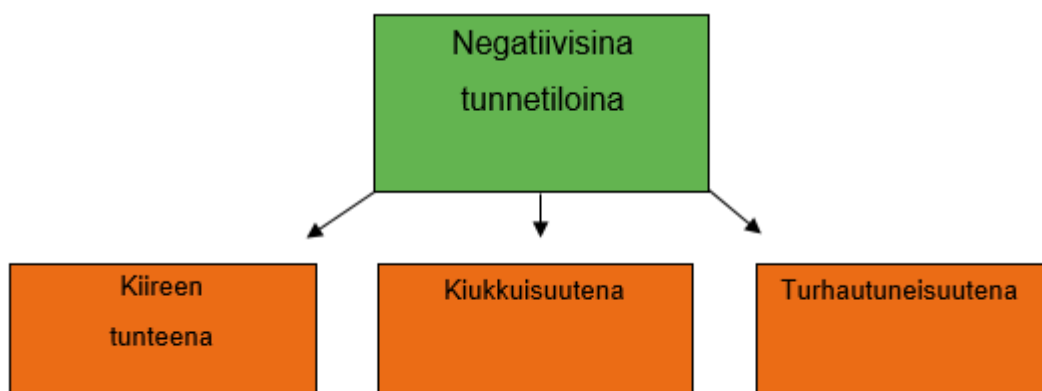 Negatiivisina
tunnetiloina
Kiireen
tunteena
Kiukkuisuutena
Turhautuneisuutena